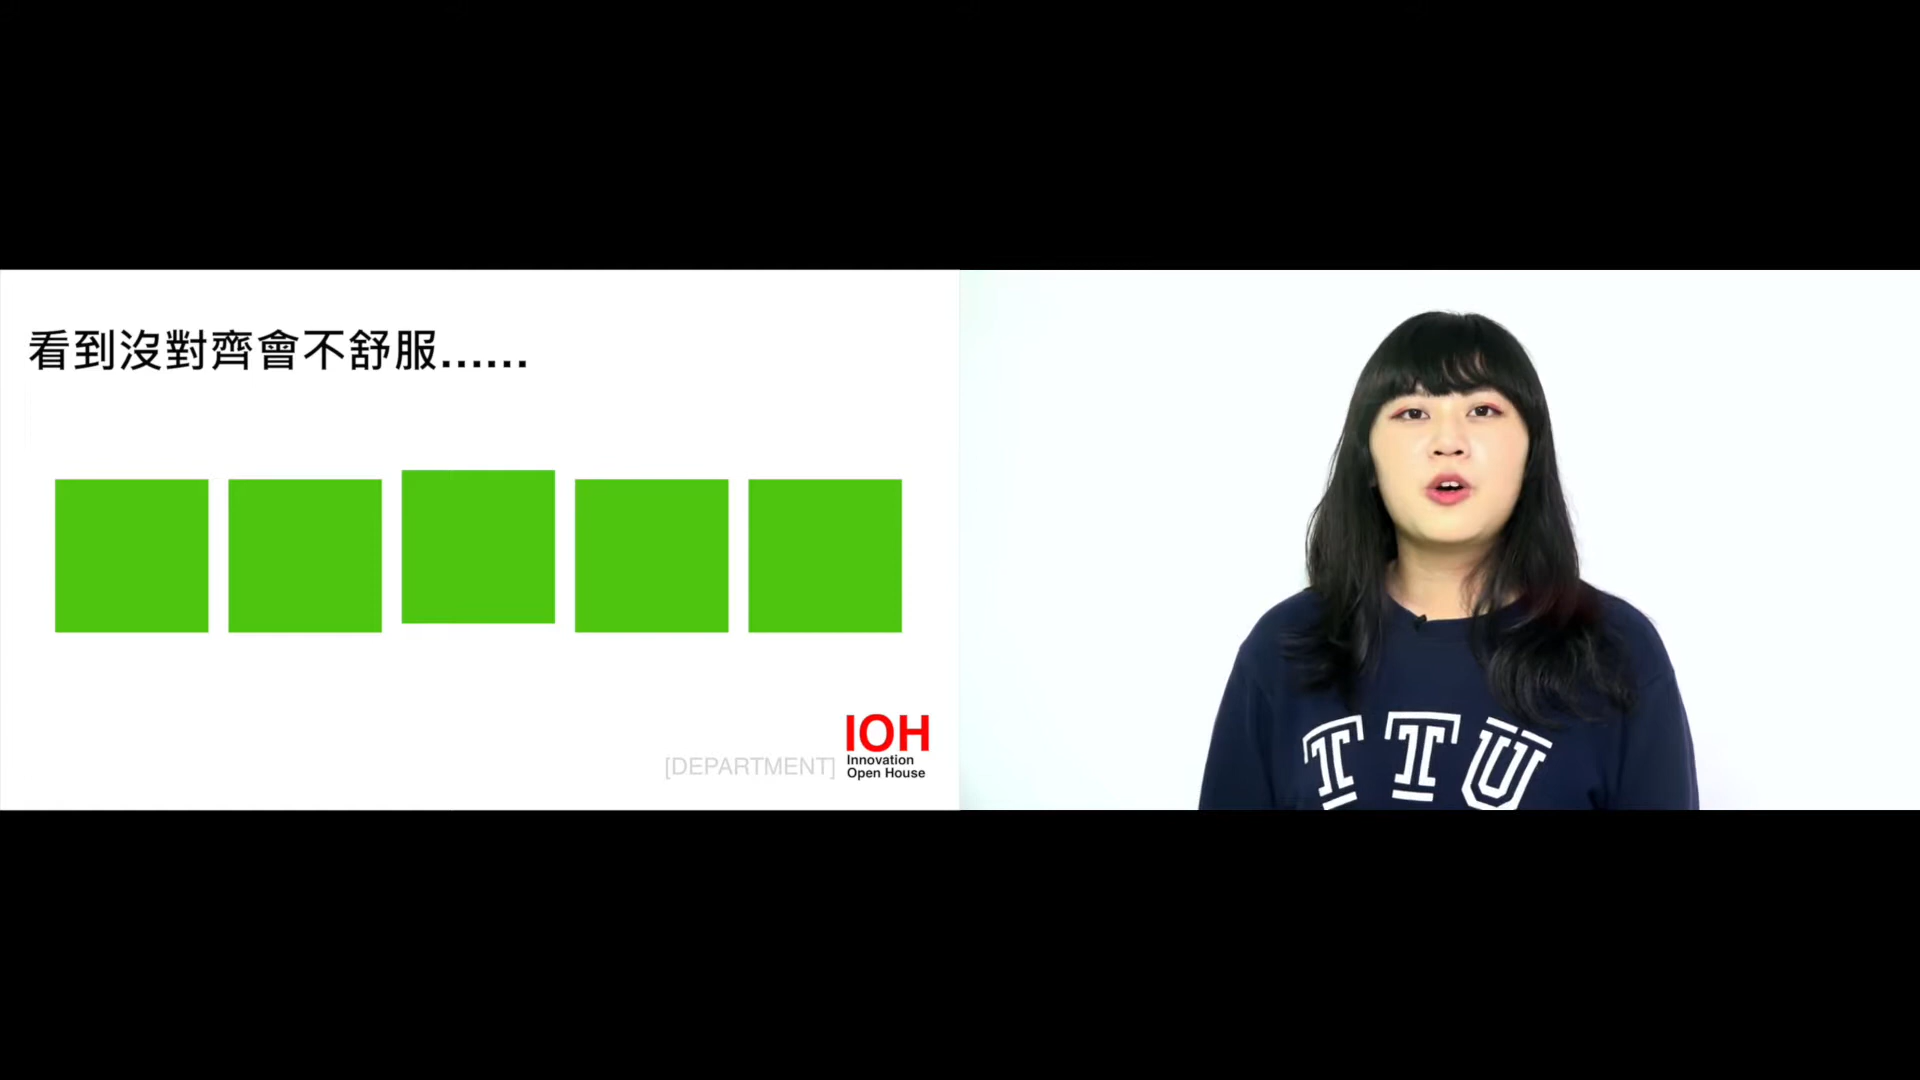 看到沒對齊會不舒服......
[DEPARTMENT]
IOH
Innovation
Open House
TTU